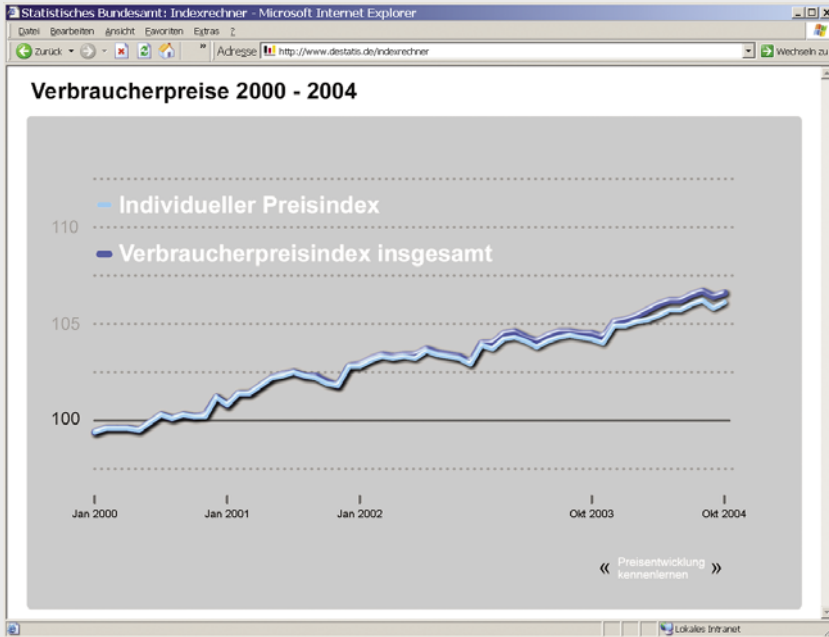 Statistisches Bundesamt: Indexrechner - Microsoft Internet Explorer
Datei Bearbeiten Ansicht Favoriten Extras ?
Zurück » Adresse http://www.destatis.de/indexrechner Wechseln zu
Verbraucherpreise 2000 - 2004
Individueller Preisindex
110
Verbraucherpreisindex insgesamt
105
100
Jan 2000 Jan 2001 Jan 2002 Okt 2003 Okt 2004
« Preisentwicklung »
kennenlernen
Lokales Intranet